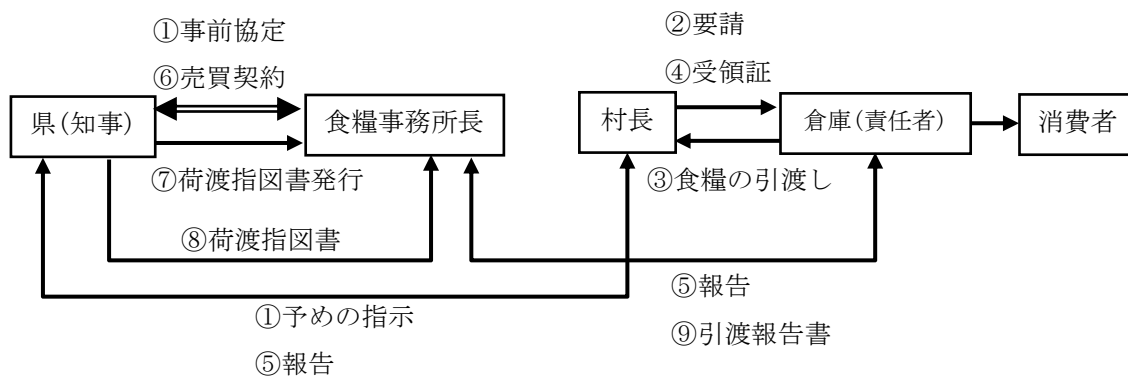 ①事前協定
⑥売買契約
②要請
④受領証
県(知事)
食糧事務所長
村長
倉庫(責任者)
消費者
⑦荷渡指図書発行
③食糧の引渡し
⑧荷渡指図書
①予めの指示
⑤報告
⑤報告
⑨引渡報告書